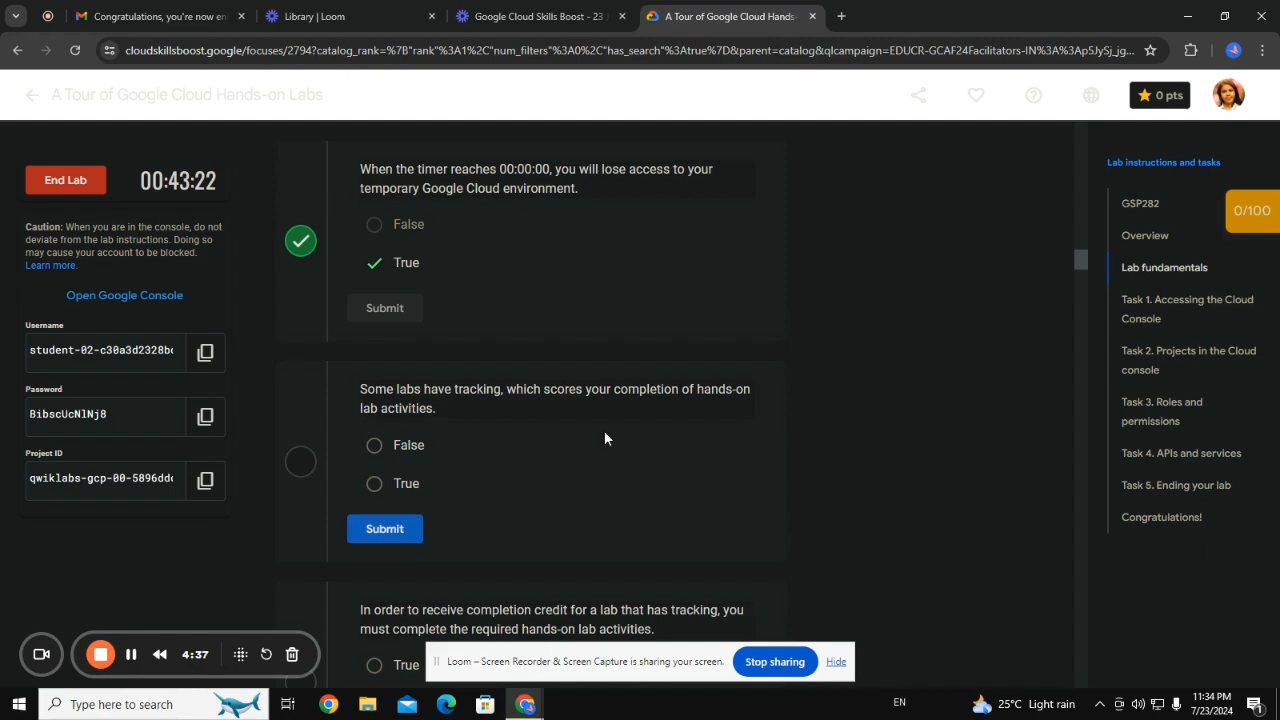 Congratulations, you're now en
Library | Loom
Google Cloud Skills Boost - 23
A Tour of Google Cloud Hands-
cloudskillsboost.google/focuses/2794?catalog_rank=%7B"rank"%3A1%2C"num_filters"%3A0%2C"has_search"%3Atrue%7D&parent=catalog&qlcampaign=EDUCR-GCAF24Facilitators-IN%3A%3Ap5JySj_jg...
A Tour of Google Cloud Hands-on Labs
0 pts
End Lab
00:43:22
Caution: When you are in the console, do not
deviate from the lab instructions. Doing so
may cause your account to be blocked.
Learn more.
Open Google Console
Username
student-02-c30a3d2328b
Password
BibscUcNlNj8
Project ID
qwiklabs-gcp-00-5896dd
When the timer reaches 00:00:00, you will lose access to your
temporary Google Cloud environment.
False
True
Submit
Some labs have tracking, which scores your completion of hands-on
lab activities.
False
True
Submit
In order to receive completion credit for a lab that has tracking, you
must complete the required hands-on lab activities.
True
Lab instructions and tasks
GSP282
0/100
Overview
Lab fundamentals
Task 1. Accessing the Cloud
Console
Task 2. Projects in the Cloud
console
Task 3. Roles and
permissions
Task 4. APIs and services
Task 5. Ending your lab
Congratulations!
4:37
Loom – Screen Recorder & Screen Capture is sharing your screen.
Stop sharing
Hide
Type here to search
EN
25°C Light rain
11:34 PM
7/23/2024
1